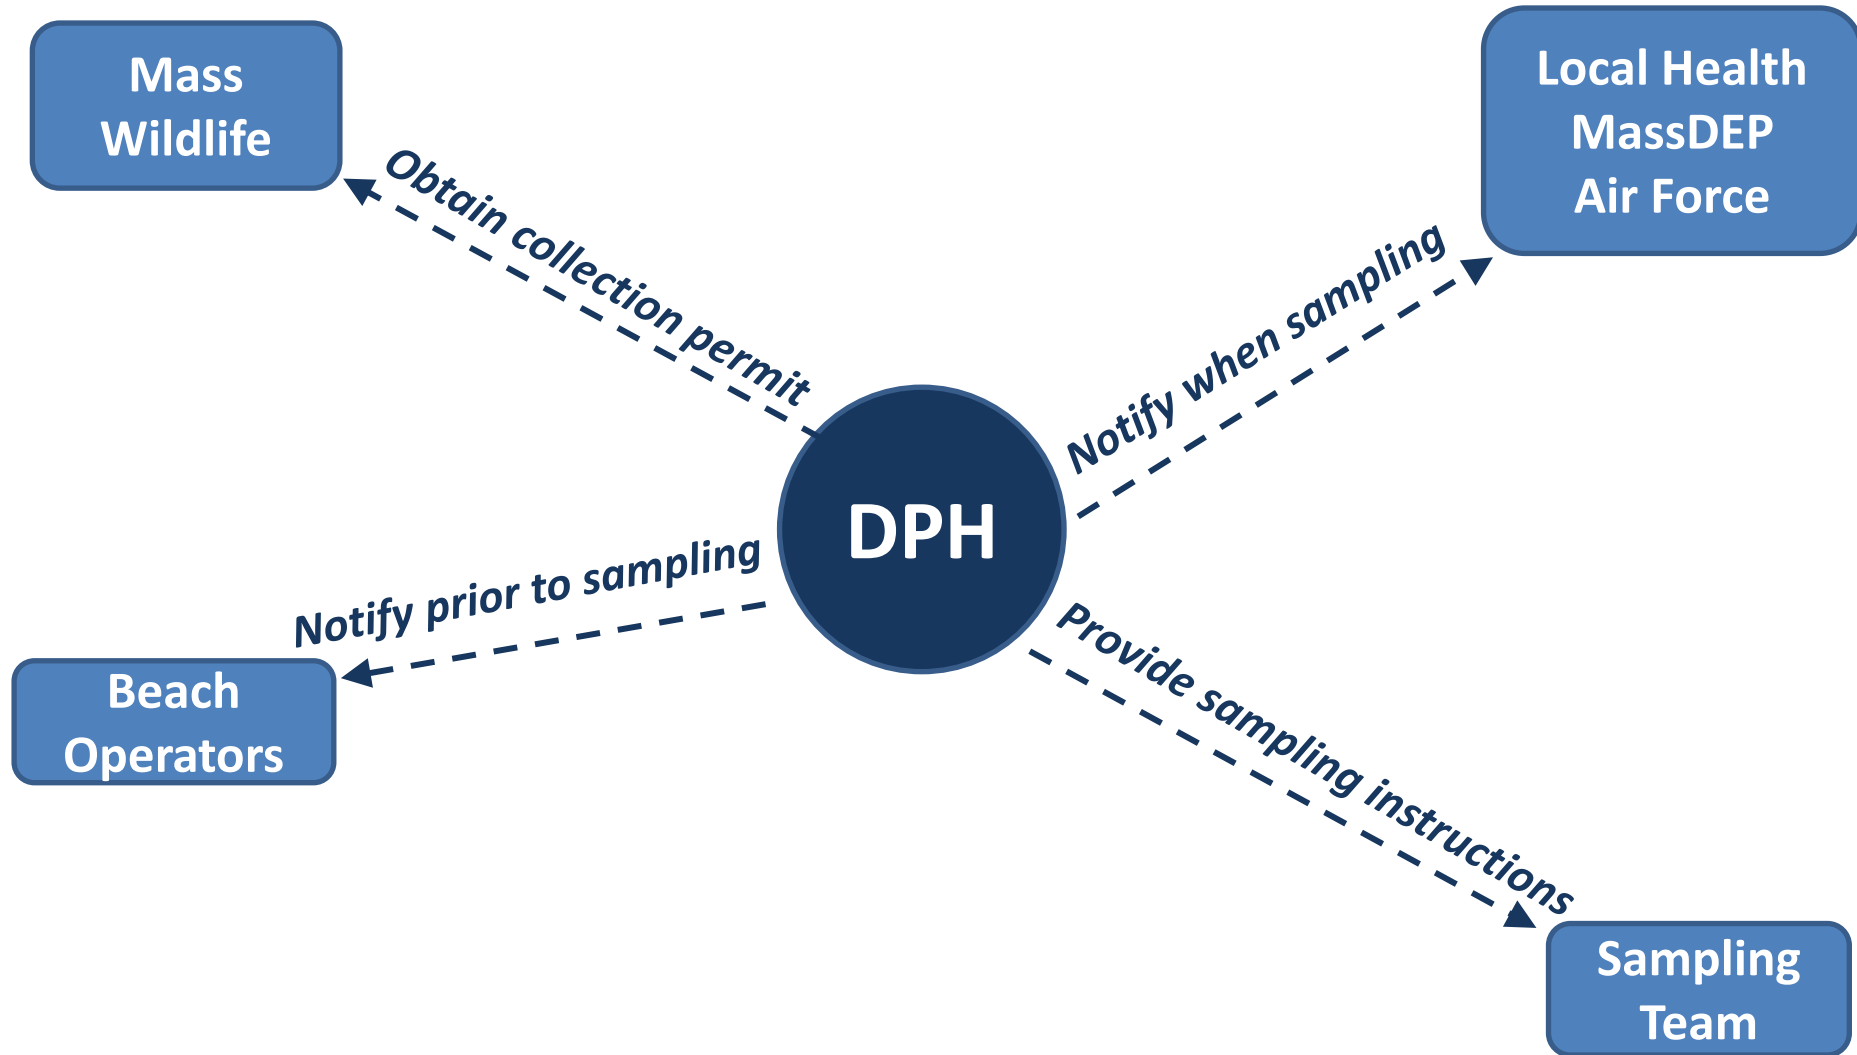 Mass
Wildlife
Local Health
MassDEP
Air Force
Obtain collection permit
Notify when sampling
DPH
Notify prior to sampling
Provide sampling instructions
Beach
Operators
Sampling
Team